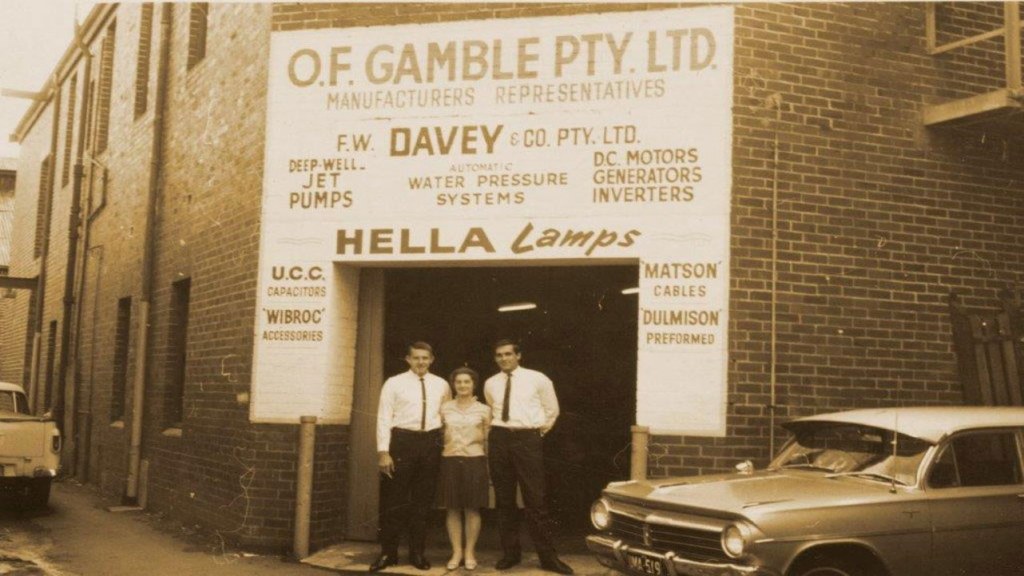 O.F. GAMBLE PTY. LTD.
MANUFACTURERS REPRESENTATIVES
F.W. DAVEY & CO. PTY. LTD.
DEEP-WELL
JET
PUMPS
AUTOMATIC
WATER PRESSURE
SYSTEMS
D.C. MOTORS
GENERATORS
INVERTERS
HELLA Lamps
U.C.C.
CAPACITORS
"WIBROC"
ACCESSORIES
"MATSON"
CABLES
"DULMISON"
PREFORMED